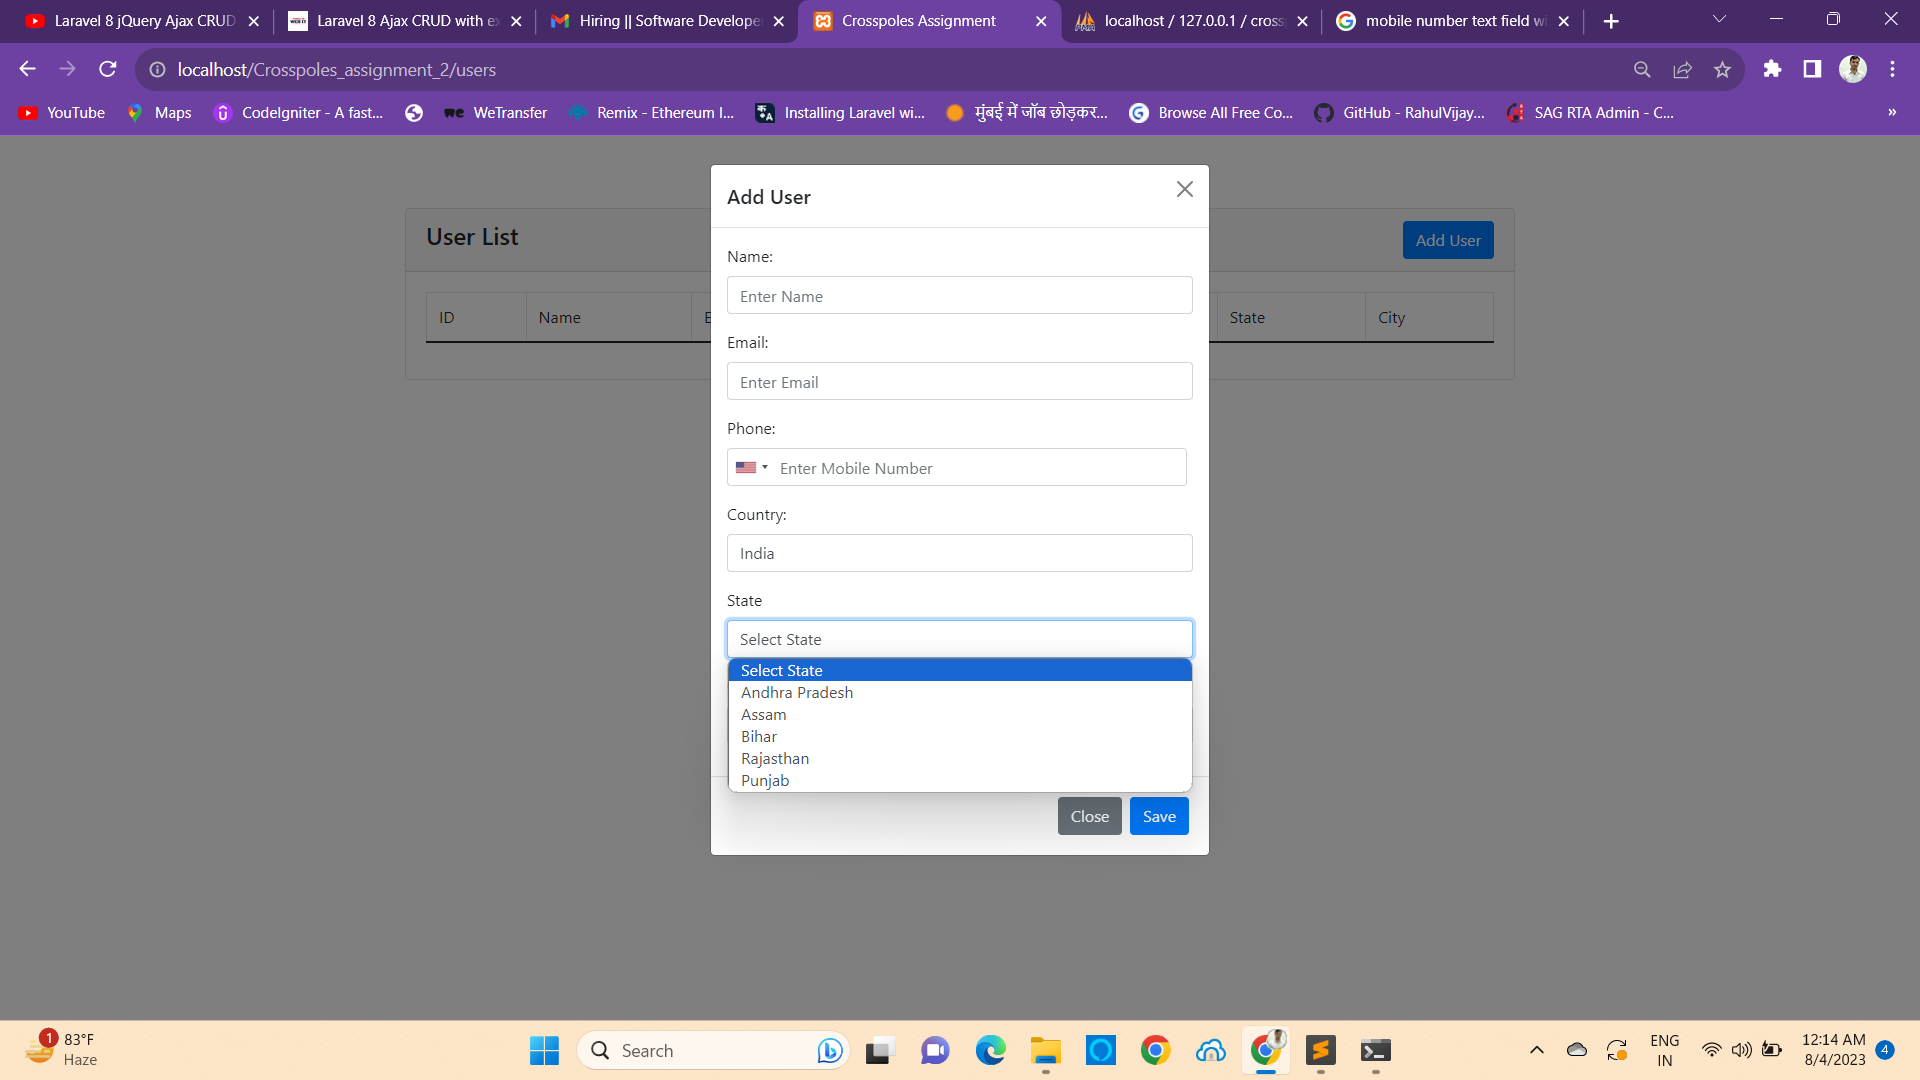 Laravel 8 jQuery Ajax CRUD
Laravel 8 Ajax CRUD with ex
Hiring || Software Develope
Crosspoles Assignment
localhost / 127.0.0.1 / cross
mobile number text field wi
localhost/Crosspoles_assignment_2/users
YouTube
Maps
CodeIgniter - A fast...
WeTransfer
Remix - Ethereum I...
Installing Laravel wi...
मुंबई में जॉब छोड़कर...
Browse All Free Co...
GitHub - RahulVijay...
SAG RTA Admin - C...
»
Add User
User List
Add User
ID
Name
E
State
City
Name:
Enter Name
Email:
Enter Email
Phone:
Enter Mobile Number
Country:
India
State
Select State
Select State
Andhra Pradesh
Assam
Bihar
Rajasthan
Punjab
Close
Save
1
83°F
Haze
Search
ENG
IN
12:14 AM
8/4/2023
4